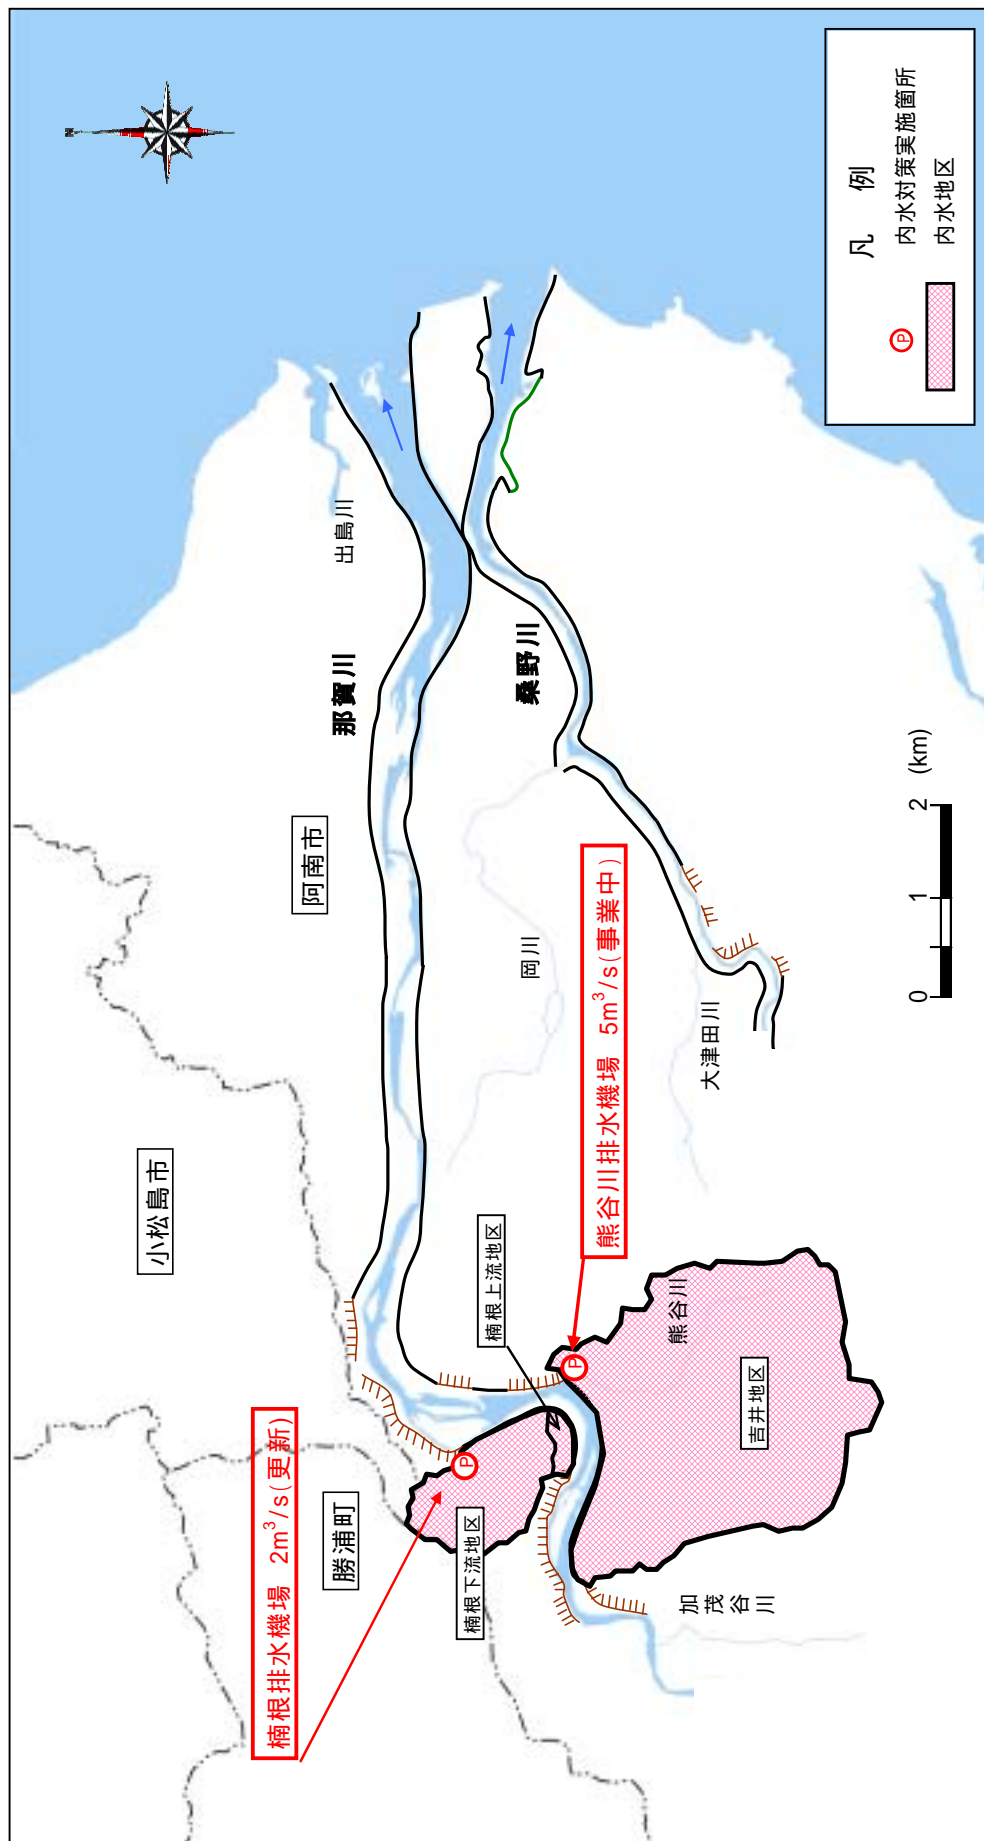 N
凡 例
内水対策実施箇所
P
内水地区
出島川
那賀川
桑野川
阿南市
岡川
大津田川
小松島市
勝浦町
楠根排水機場 2m³/s(更新)
熊谷川排水機場 5m³/s(事業中)
楠根上流地区
楠根下流地区
P
P
熊谷川
吉井地区
加茂谷川
0 1 2 (km)